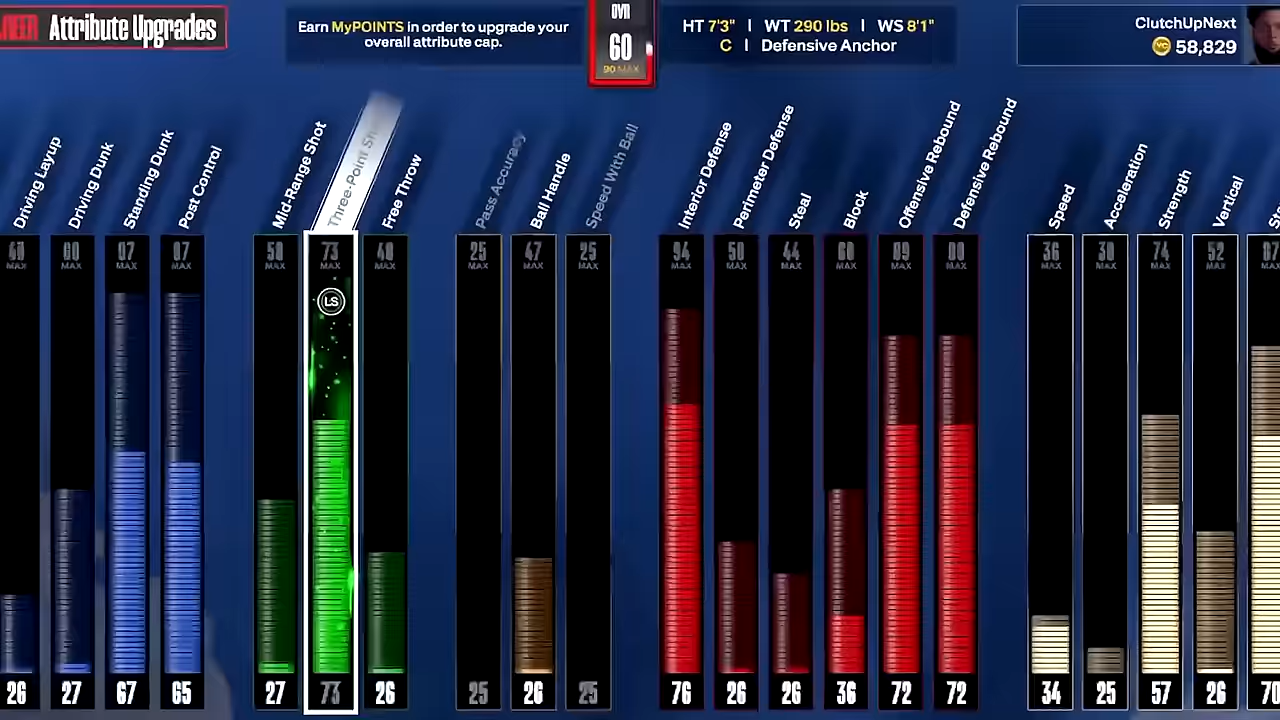 Attribute Upgrades
Earn MyPOINTS in order to upgrade your
overall attribute cap.
OVR
60
90 MAX
HT 7'3" | WT 290 lbs | WS 8'1"
C | Defensive Anchor
ClutchUpNext
VC 58,829
Driving Layup
Driving Dunk
Standing Dunk
Post Control
Mid-Range Shot
Three-Point
Free Throw
Pass Accuracy
Ball Handle
Speed With Ball
Interior Defense
Perimeter Defense
Steal
Block
Offensive Rebound
Defensive Rebound
Speed
Acceleration
Strength
Vertical
MAX
MAX
MAX
MAX
MAX
73 MAX
MAX
25 MAX
47 MAX
25 MAX
94 MAX
MAX
44 MAX
MAX
MAX
MAX
36 MAX
MAX
74 MAX
52 MAX
MAX
LS
26
27
67
65
27
73
26
25
26
25
76
26
26
36
72
72
34
25
57
26
70